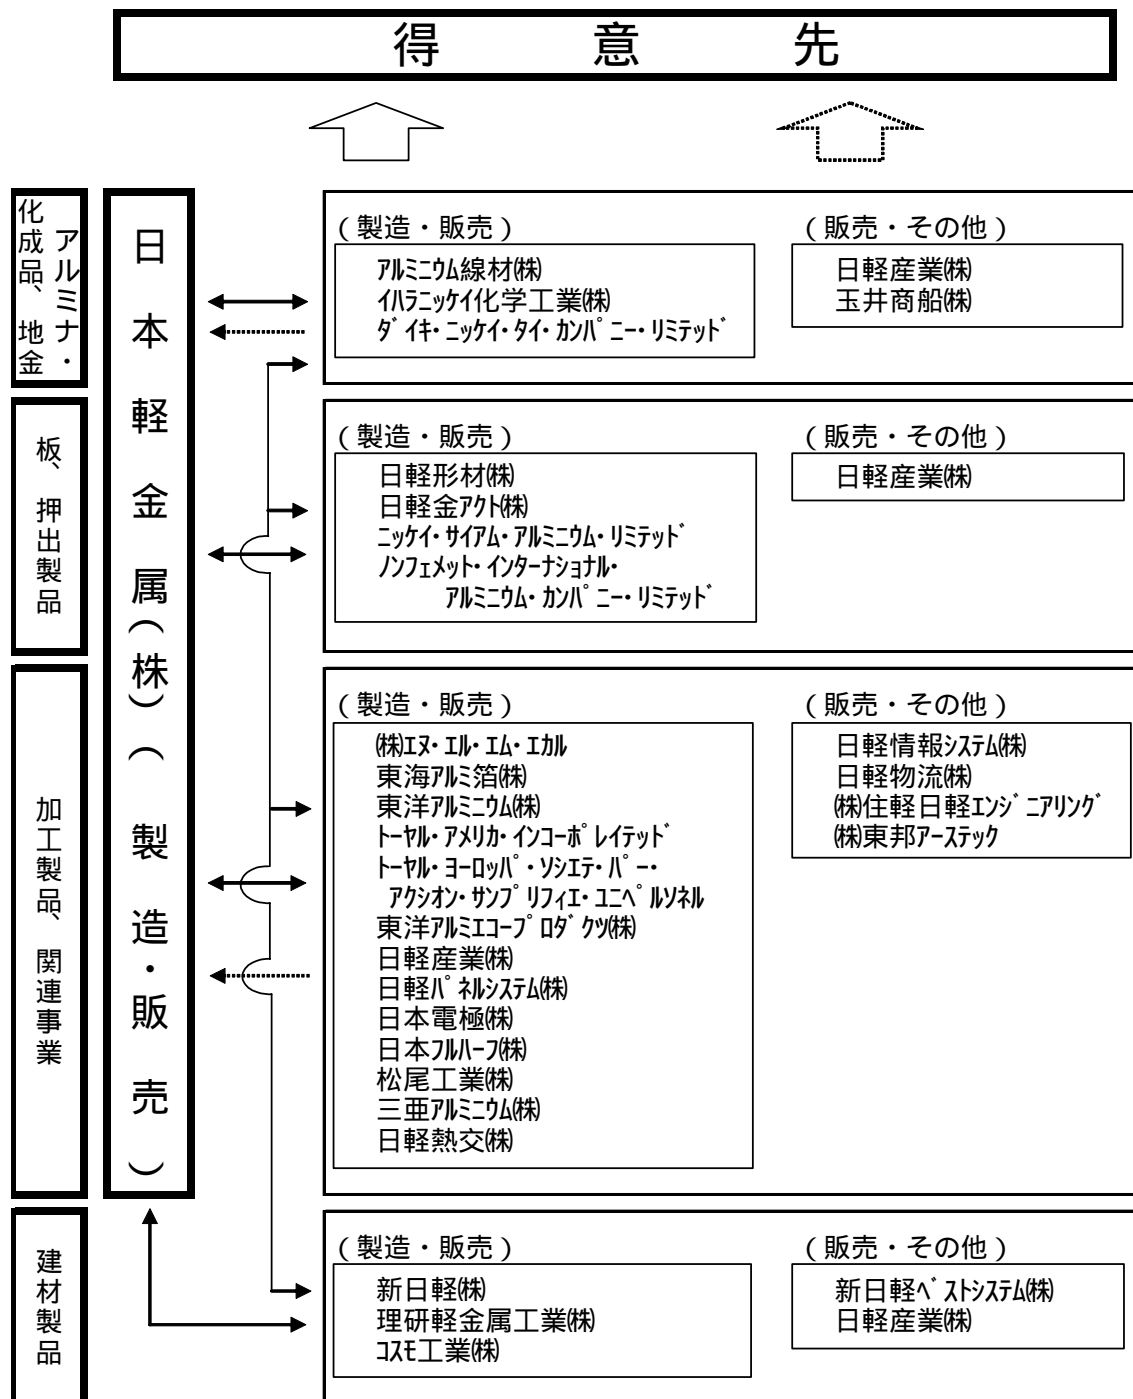 得意先
アルミナ・
化成品、地金
日本軽金属(株)(製造・販売)
(製造・販売)
ｱﾙﾐﾆｳﾑ線材㈱
ｲﾊﾗﾆｯｹｲ化学工業㈱
ﾀﾞｲｷ･ﾆｯｹｲ･ﾀｲ･ｶﾝﾊﾟﾆｰ･ﾘﾐﾃｯﾄﾞ
(販売・その他)
日軽産業㈱
玉井商船㈱
板、押出製品
(製造・販売)
日軽形材㈱
日軽金ｱｸﾄ㈱
ﾆｯｹｲ･ｻｲｱﾑ･ｱﾙﾐﾆｳﾑ･ﾘﾐﾃｯﾄﾞ
ﾉﾝﾌｪﾒｯﾄ･ｲﾝﾀｰﾅｼｮﾅﾙ･
ｱﾙﾐﾆｳﾑ･ｶﾝﾊﾟﾆｰ･ﾘﾐﾃｯﾄﾞ
(販売・その他)
日軽産業㈱
加工製品、関連事業
(製造・販売)
㈱ｴﾇ･ｴﾙ･ｴﾑ･ｴｶﾙ
東海ｱﾙﾐ箔㈱
東洋ｱﾙﾐﾆｳﾑ㈱
ﾄｰﾔﾙ･ｱﾒﾘｶ･ｲﾝｺｰﾎﾟﾚｲﾃｯﾄﾞ
ﾄｰﾔﾙ･ﾖｰﾛｯﾊﾟ･ｿｼｴﾃ･ﾊﾟｰ･
ｱｸｼｵﾝ･ｻﾝﾌﾟﾘﾌｨｴ･ﾕﾆﾍﾟﾙｿﾈﾙ
東洋ｱﾙﾐｴｺｰﾌﾟﾛﾀﾞｸﾂ㈱
日軽産業㈱
日軽ﾊﾟﾈﾙｼｽﾃﾑ㈱
日本電極㈱
日本ﾌﾙﾊｰﾌ㈱
松尾工業㈱
三亜ｱﾙﾐﾆｳﾑ㈱
日軽熱交㈱
(販売・その他)
日軽情報ｼｽﾃﾑ㈱
日軽物流㈱
㈱住軽日軽ｴﾝｼﾞﾆｱﾘﾝｸﾞ
㈱東邦ｱｰｽﾃｯｸ
建材製品
(製造・販売)
新日軽㈱
理研軽金属工業㈱
ｺｽﾓ工業㈱
(販売・その他)
新日軽ﾍﾞｽﾄｼｽﾃﾑ㈱
日軽産業㈱